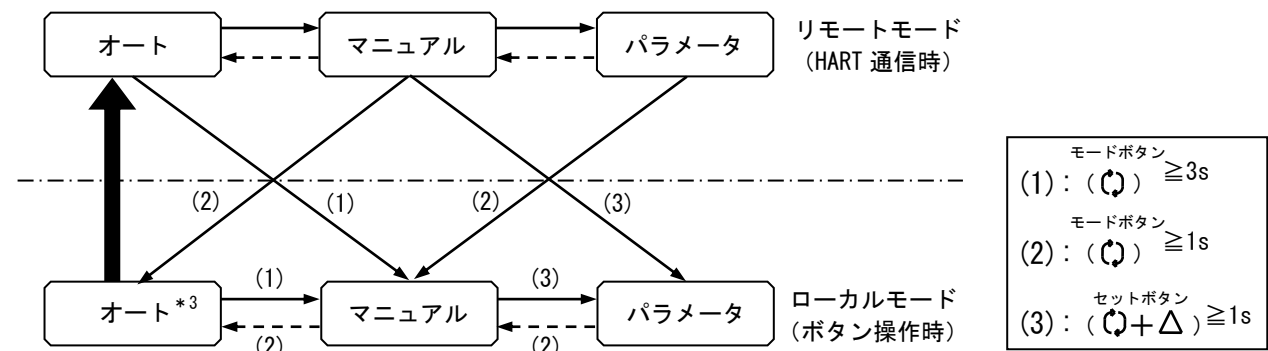 オート
マニュアル
パラメータ
リモートモード
(HART 通信時)
(2)
(1)
(2)
(3)
(1)
(3)
オート*3
マニュアル
パラメータ
ローカルモード
(ボタン操作時)
(2)
(2)
モードボタン
(1):( )≧3s
モードボタン
(2):( )≧1s
セットボタン
(3):( +△)≧1s